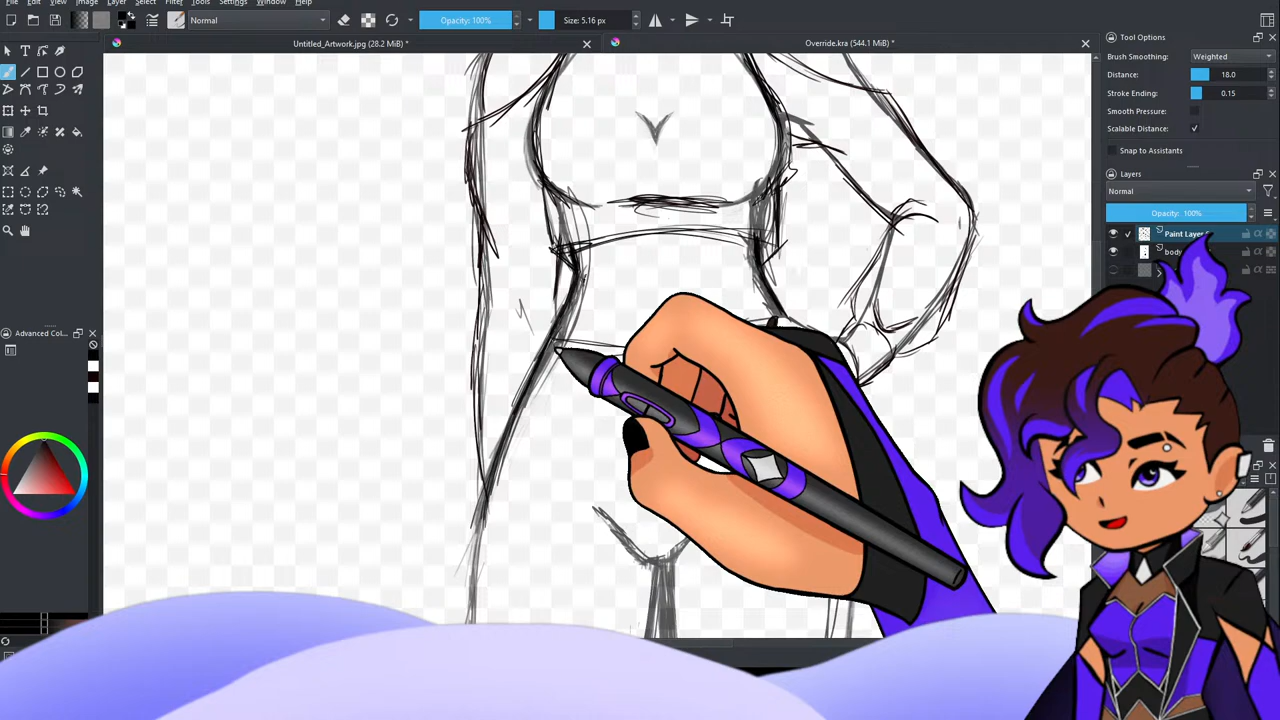 File Edit View Image Layer Select Filter Tools Settings Window Help
Normal
Opacity: 100%
Size: 5.16 px
Untitled_Artwork.jpg (28.2 MiB) *
Override.kra (544.1 MiB) *
Tool Options
Brush Smoothing: Weighted
Distance: 18.0
Stroke Ending: 0.15
Smooth Pressure:
Scalable Distance:
Snap to Assistants
Layers
Normal
Opacity: 100%
Paint Layer
body
Advanced Col...